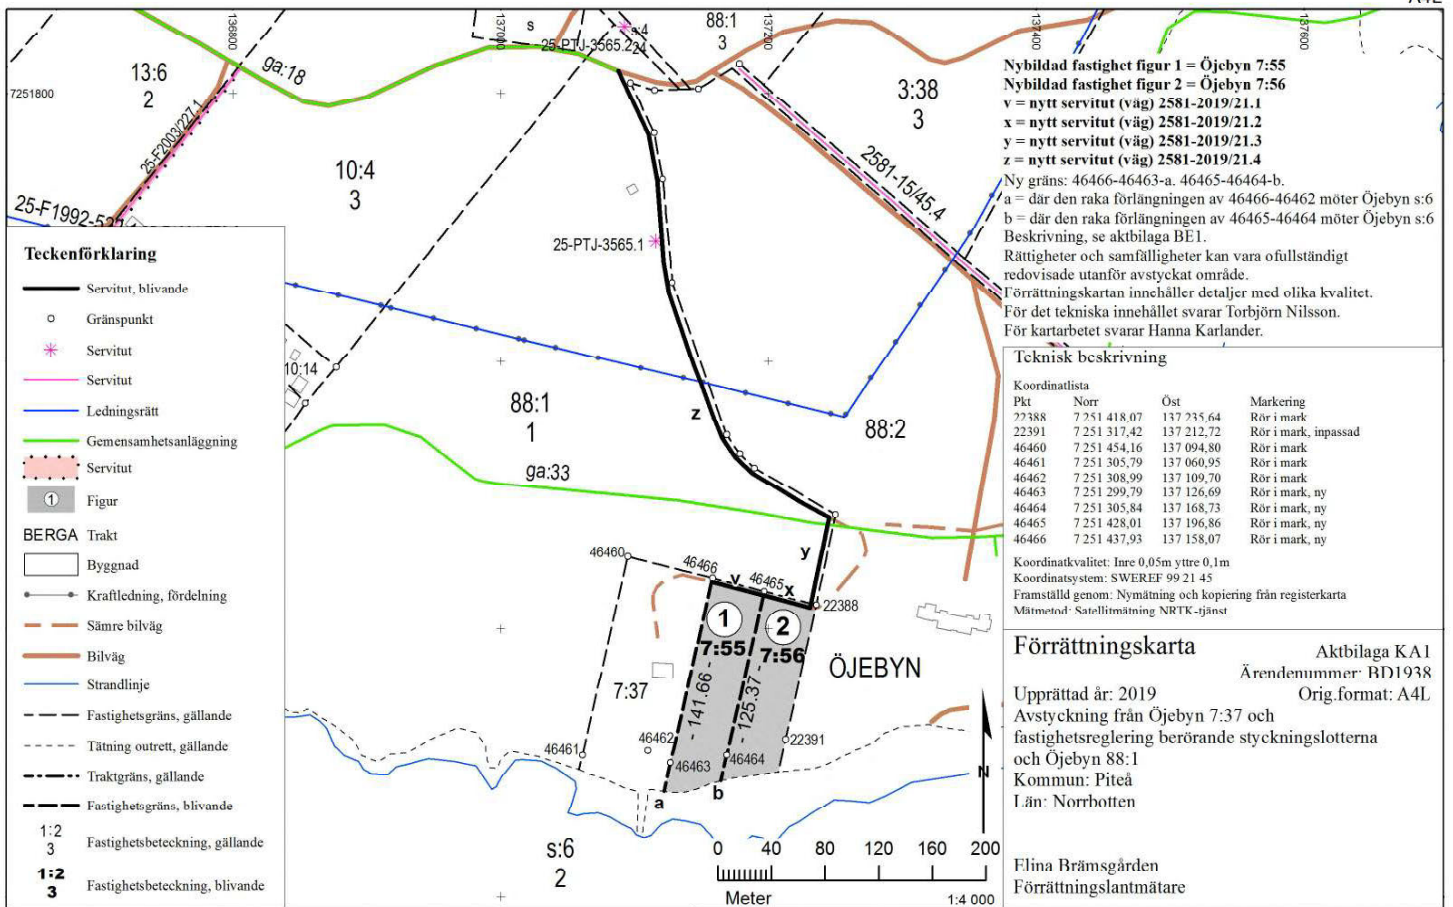 A4L
136800
137000
137200
137400
137600
7251800
13:6
2
ga:18
s
s:4
24
25-PTJ-3565.2
88:1
3
3:38
3
10:4
3
25-F2003/227.1
25-F1992-527.1
2581-15/45.4
25-PTJ-3565.1
10:14
88:1
1
z
88:2
ga:33
y
46460
46466
v
46465
x
22388
1
2
7:55
7:56
ÖJEBYN
7:37
- 141.66 -
- 125.37 -
46461
46462
46463
46464
22391
a
b
s:6
2
N
0 40 80 120 160 200
Meter
1:4 000
Teckenförklaring
Servitut, blivande
Gränspunkt
Servitut
Servitut
Ledningsrätt
Gemensamhetsanläggning
Servitut
1 Figur
BERGA Trakt
Byggnad
Kraftledning, fördelning
Sämre bilväg
Bilväg
Strandlinje
Fastighetsgräns, gällande
Tätning outrett, gällande
Traktgräns, gällande
Fastighetsgräns, blivande
1:2
3 Fastighetsbeteckning, gällande
1:2
3 Fastighetsbeteckning, blivande
Nybildad fastighet figur 1 = Öjebyn 7:55
Nybildad fastighet figur 2 = Öjebyn 7:56
v = nytt servitut (väg) 2581-2019/21.1
x = nytt servitut (väg) 2581-2019/21.2
y = nytt servitut (väg) 2581-2019/21.3
z = nytt servitut (väg) 2581-2019/21.4
Ny gräns: 46466-46463-a. 46465-46464-b.
a = där den raka förlängningen av 46466-46462 möter Öjebyn s:6
b = där den raka förlängningen av 46465-46464 möter Öjebyn s:6
Beskrivning, se aktbilaga BE1.
Rättigheter och samfälligheter kan vara ofullständigt
redovisade utanför avstyckat område.
Förrättningskartan innehåller detaljer med olika kvalitet.
För det tekniska innehållet svarar Torbjörn Nilsson.
För kartarbetet svarar Hanna Karlander.
Teknisk beskrivning
Koordinatlista
Pkt Norr Öst Markering
22388 7 251 418,07 137 235,64 Rör i mark
22391 7 251 317,42 137 212,72 Rör i mark, inpassad
46460 7 251 454,16 137 094,80 Rör i mark
46461 7 251 305,79 137 060,95 Rör i mark
46462 7 251 308,99 137 109,70 Rör i mark
46463 7 251 299,79 137 126,69 Rör i mark, ny
46464 7 251 305,84 137 168,73 Rör i mark, ny
46465 7 251 428,01 137 196,86 Rör i mark, ny
46466 7 251 437,93 137 158,07 Rör i mark, ny
Koordinatkvalitet: Inre 0,05m yttre 0,1m
Koordinatsystem: SWEREF 99 21 45
Framställd genom: Nymätning och kopiering från registerkarta
Mätmetod: Satellitmätning NRTK-tjänst
Förrättningskarta
Aktbilaga KA1
Ärendenummer: BD1938
Upprättad år: 2019
Orig.format: A4L
Avstyckning från Öjebyn 7:37 och
fastighetsreglering berörande styckningslotterna
och Öjebyn 88:1
Kommun: Piteå
Län: Norrbotten
Elina Brämsgården
Förrättningslantmätare